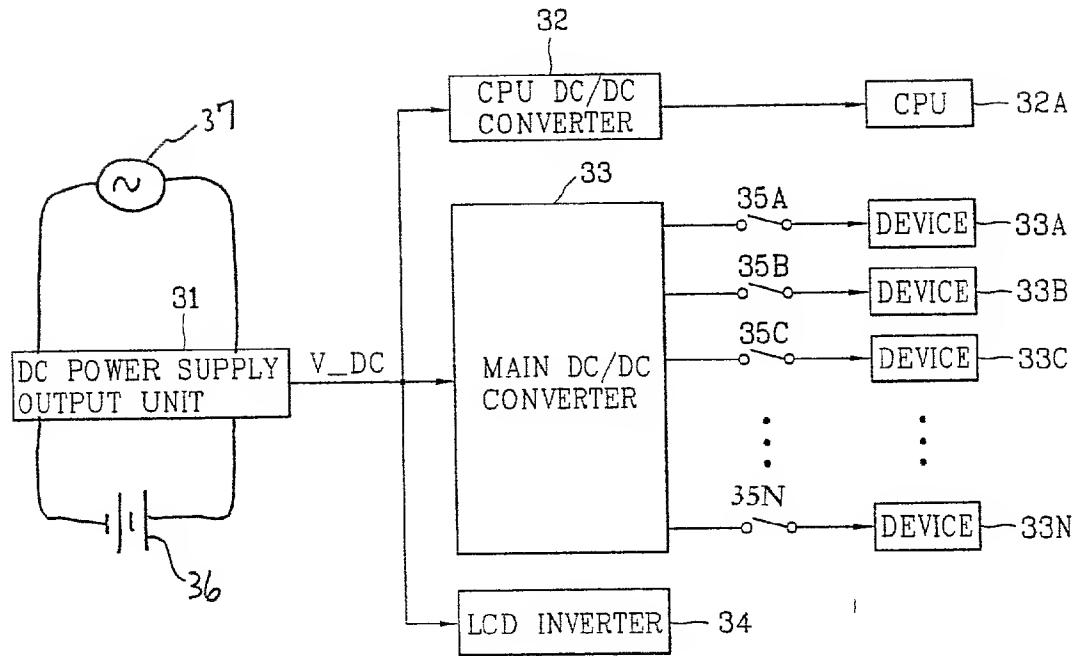 32
CPU DC/DC
CONVERTER
CPU
32A
37
~
33
35A
DEVICE
33A
35B
DEVICE
33B
31
35C
DEVICE
33C
DC POWER SUPPLY
OUTPUT UNIT
V_DC
MAIN DC/DC
CONVERTER
35N
DEVICE
33N
36
LCD INVERTER
34